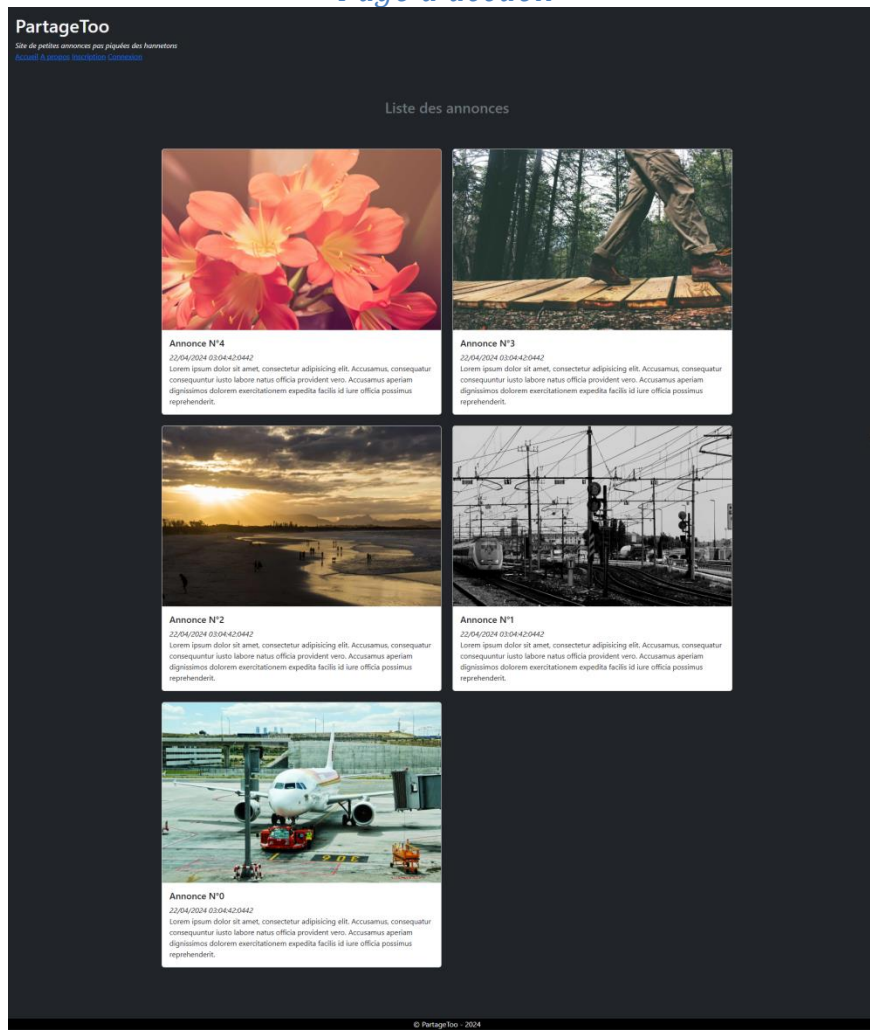 Page d'accueil
PartageToo
Site de petites annonces pas piquées des hannetons
Accueil A propos Inscription Connexion
Liste des annonces
Annonce N°4
22/04/2024 03:04:42:0442
Lorem ipsum dolor sit amet, consectetur adipisicing elit. Accusamus, consequatur
consequuntur iusto labore natus officia provident vero. Accusamus aperiam
dignissimos dolorem exercitationem expedita facilis id iure officia possimus
reprehenderit.
Annonce N°3
22/04/2024 03:04:42:0442
Lorem ipsum dolor sit amet, consectetur adipisicing elit. Accusamus, consequatur
consequuntur iusto labore natus officia provident vero. Accusamus aperiam
dignissimos dolorem exercitationem expedita facilis id iure officia possimus
reprehenderit.
Annonce N°2
22/04/2024 03:04:42:0442
Lorem ipsum dolor sit amet, consectetur adipisicing elit. Accusamus, consequatur
consequuntur iusto labore natus officia provident vero. Accusamus aperiam
dignissimos dolorem exercitationem expedita facilis id iure officia possimus
reprehenderit.
Annonce N°1
22/04/2024 03:04:42:0442
Lorem ipsum dolor sit amet, consectetur adipisicing elit. Accusamus, consequatur
consequuntur iusto labore natus officia provident vero. Accusamus aperiam
dignissimos dolorem exercitationem expedita facilis id iure officia possimus
reprehenderit.
306
Annonce N°0
22/04/2024 03:04:42:0442
Lorem ipsum dolor sit amet, consectetur adipisicing elit. Accusamus, consequatur
consequuntur iusto labore natus officia provident vero. Accusamus aperiam
dignissimos dolorem exercitationem expedita facilis id iure officia possimus
reprehenderit.
© PartageToo - 2024